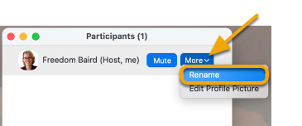 Participants (1)
Freedom Baird (Host, me) Mute More
Rename
Edit Profile Picture